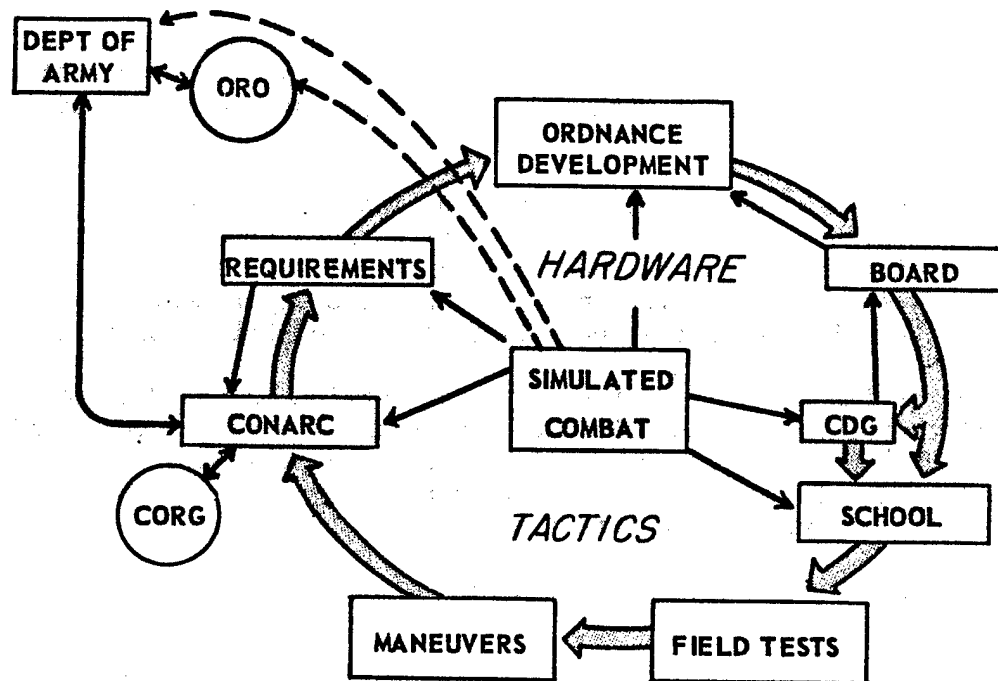 DEPT OF
ARMY
ORO
ORDNANCE
DEVELOPMENT
REQUIREMENTS
HARDWARE
BOARD
SIMULATED
COMBAT
CONARC
CDG
CORG
TACTICS
SCHOOL
MANEUVERS
FIELD TESTS